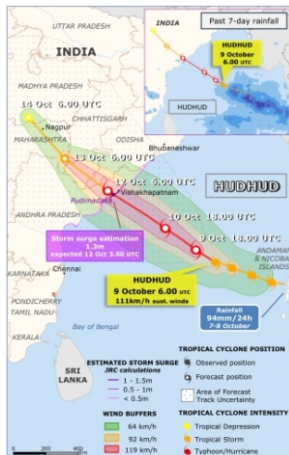 UTTAR PRADESH
INDIA
Past 7-day rainfall
INDIA
HUDHUD
9 October
6.00 UTC
HUDHUD
MADHYA PRADESH
14 Oct 6.00 UTC
CHHATTISGARH
Nagpur
MAHARASHTRA
ODISHA
13 Oct 6.00 UTC
Bhubaneshwar
12 Oct 6.00 UTC
Pudimadaka
Vishakhapatnam
HUDHUD
ANDHRA PRADESH
10 Oct 18.00 UTC
Storm surge estimation
1.3m
expected 12 Oct 3.00 UTC
9 Oct 18.00 UTC
ANDAMAN
& NICOBAR
ISLANDS
KARNATAKA
Chennai
HUDHUD
9 October 6.00 UTC
111km/h sust. winds
PONDICHERRY
TAMIL NADU
Rainfall
94mm/24h
7-8 October
KERALA
Bay of Bengal
SRI
LANKA
ESTIMATED STORM SURGE
JRC calculations
1 - 1.5m
0.5 - 1m
< 0.5m
WIND BUFFERS
64 km/h
92 km/h
119 km/h
TROPICAL CYCLONE POSITION
Observed position
Forecast position
Area of Forecast
Track Uncertainty
TROPICAL CYCLONE INTENSITY
Tropical Depression
Tropical Storm
Typhoon/Hurricane